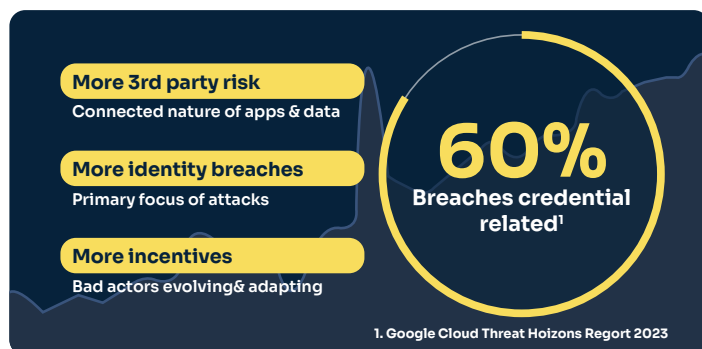 More 3rd party risk
Connected nature of apps & data
More identity breaches
Primary focus of attacks
More incentives
Bad actors evolving& adapting
60%
Breaches credential
related¹
1. Google Cloud Threat Hoizons Regort 2023